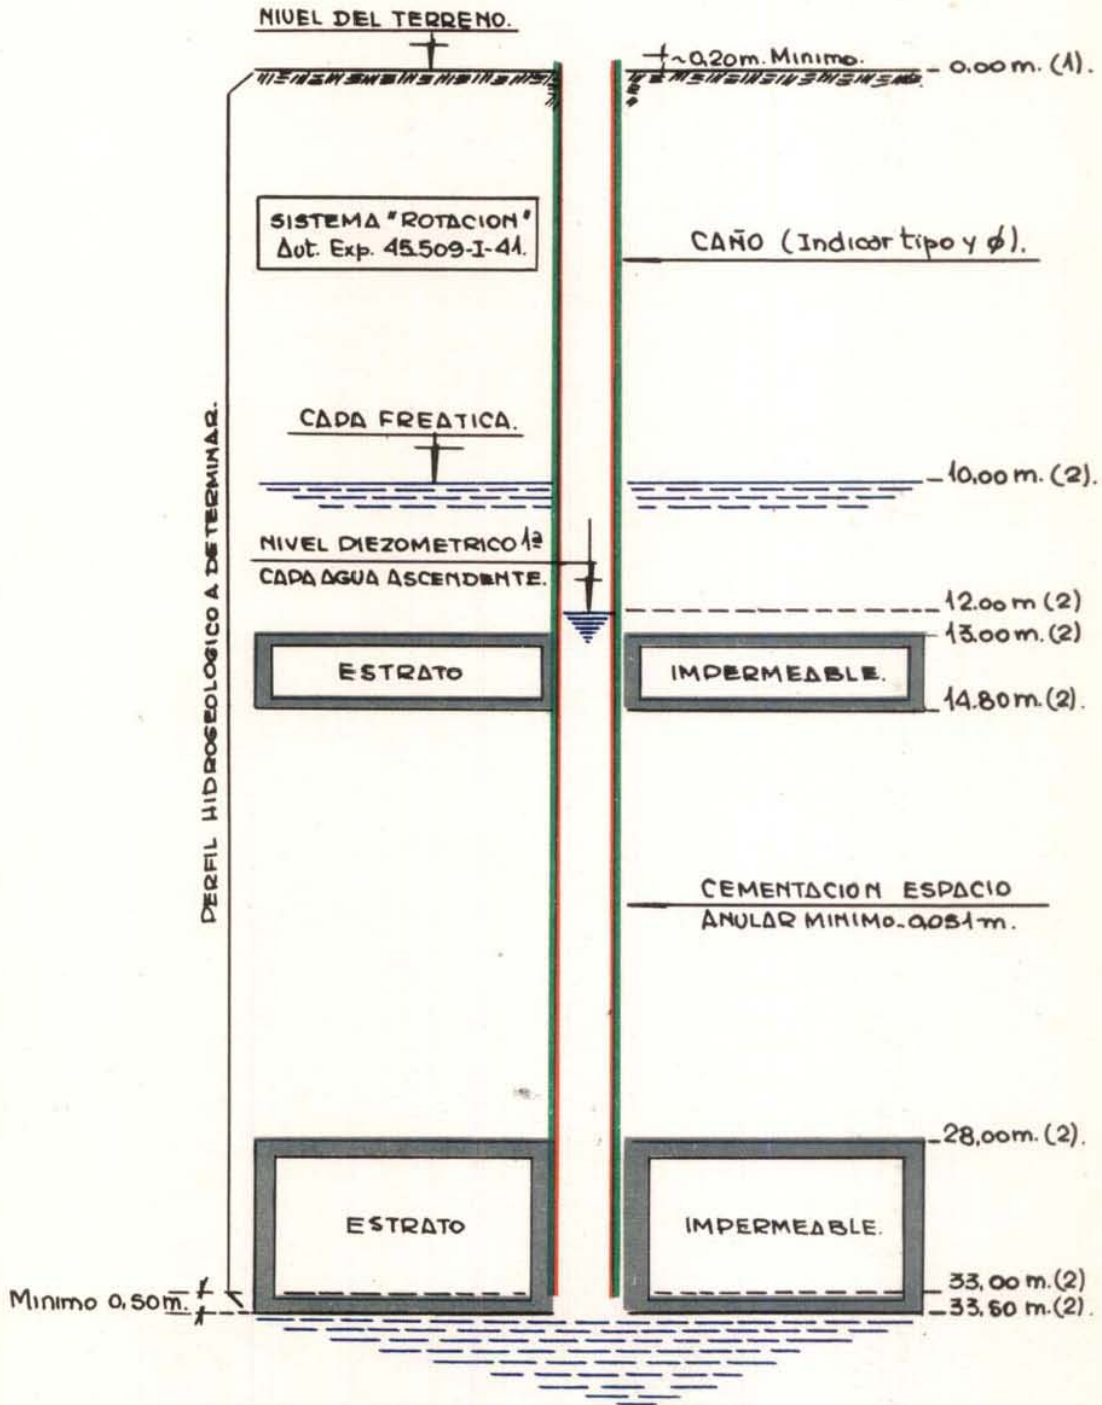 NIVEL DEL TERRENO.
~0,20m. Minimo.
0,00 m. (1).
SISTEMA "ROTACION"
Aut. Exp. 45.509-I-41.
CAÑO (Indicar tipo y ø).
CAPA FREATICA.
10,00 m. (2).
NIVEL PIEZOMETRICO 1ª
CAPA AGUA ASCENDENTE.
12.00 m (2)
13.00 m. (2)
ESTRATO
IMPERMEABLE.
14.80 m. (2).
PERFIL HIDROGEOLOGICO A DETERMINAR.
CEMENTACION ESPACIO
ANULAR MINIMO-0,051 m.
28,00 m. (2).
ESTRATO
IMPERMEABLE.
Minimo 0,50 m.
33,00 m. (2)
33,50 m. (2).